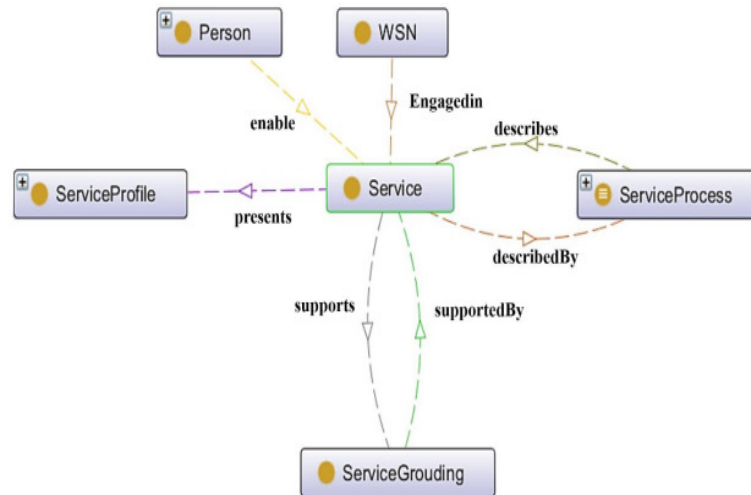 Person
WSN
enable
Engagedin
describes
ServiceProfile
Service
ServiceProcess
presents
describedBy
supports
supportedBy
ServiceGrouding